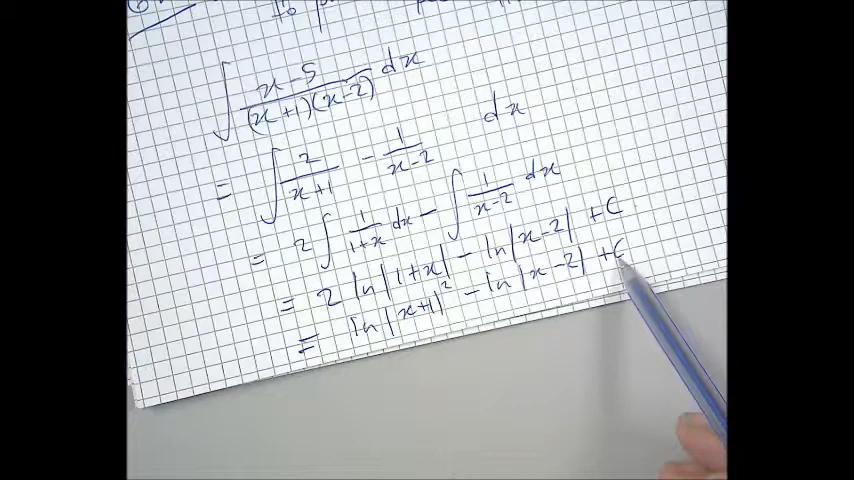 to
∫ x-5 / (x+1)(x-2) dx
= ∫ 2 / x+1 - 1 / x-2 dx
= 2 ∫ 1 / 1+x dx - ∫ 1 / x-2 dx
= 2 ln|1+x| - ln|x-2| + C
= ln|x+1|² - ln|x-2| + C